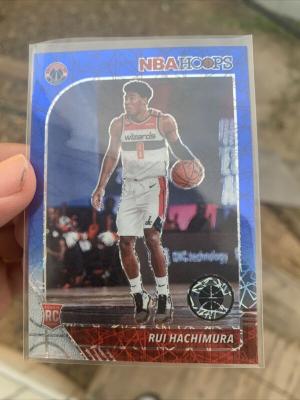 NBA HOOPS
wizards
8
RC
RUI HACHIMURA